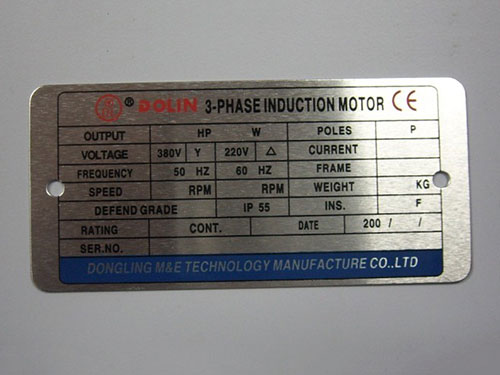 ® DOLIN 3-PHASE INDUCTION MOTOR CE
OUTPUT HP W POLES P
VOLTAGE 380V Y 220V △ CURRENT
FREQUENCY 50 HZ 60 HZ FRAME
SPEED RPM RPM WEIGHT KG
DEFEND GRADE IP 55 INS. F
RATING CONT. DATE 200 / /
SER.NO.
DONGLING M&E TECHNOLOGY MANUFACTURE CO.,LTD